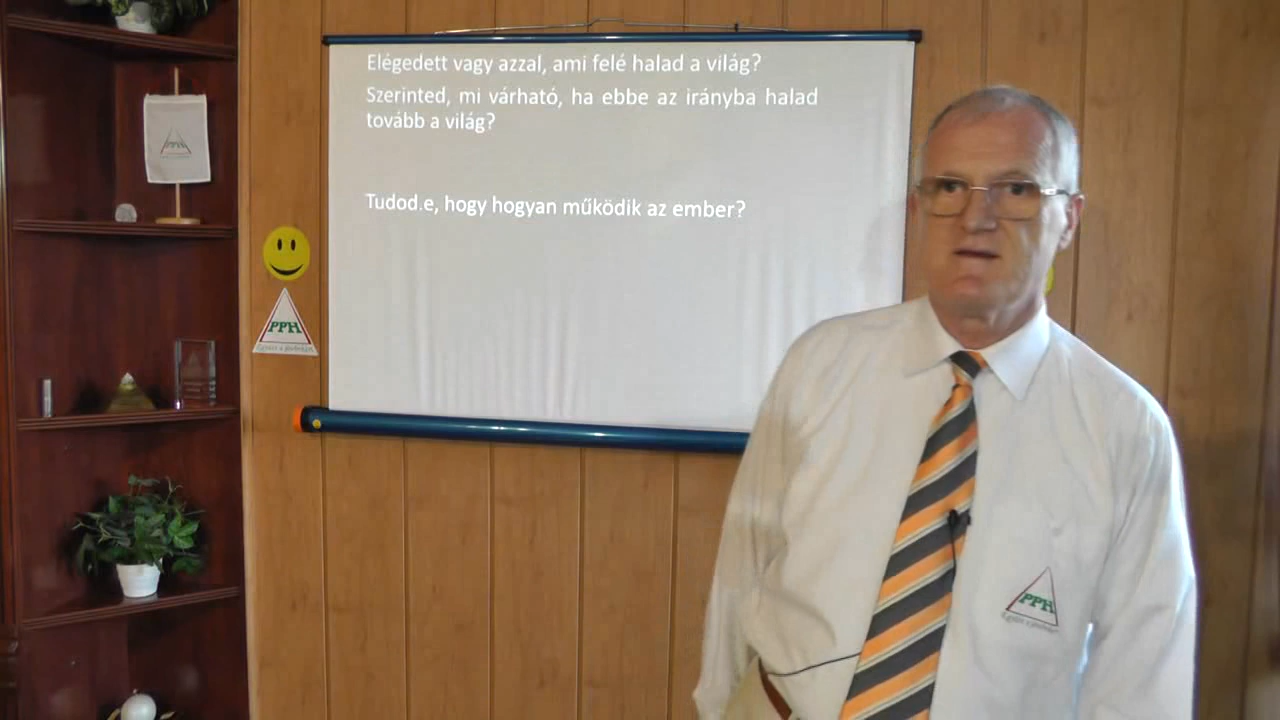 Elégedett vagy azzal, ami felé halad a világ?
Szerinted, mi várható, ha ebbe az irányba halad
tovább a világ?
Tudod.e, hogy hogyan működik az ember?
PPH
PPH
PPH